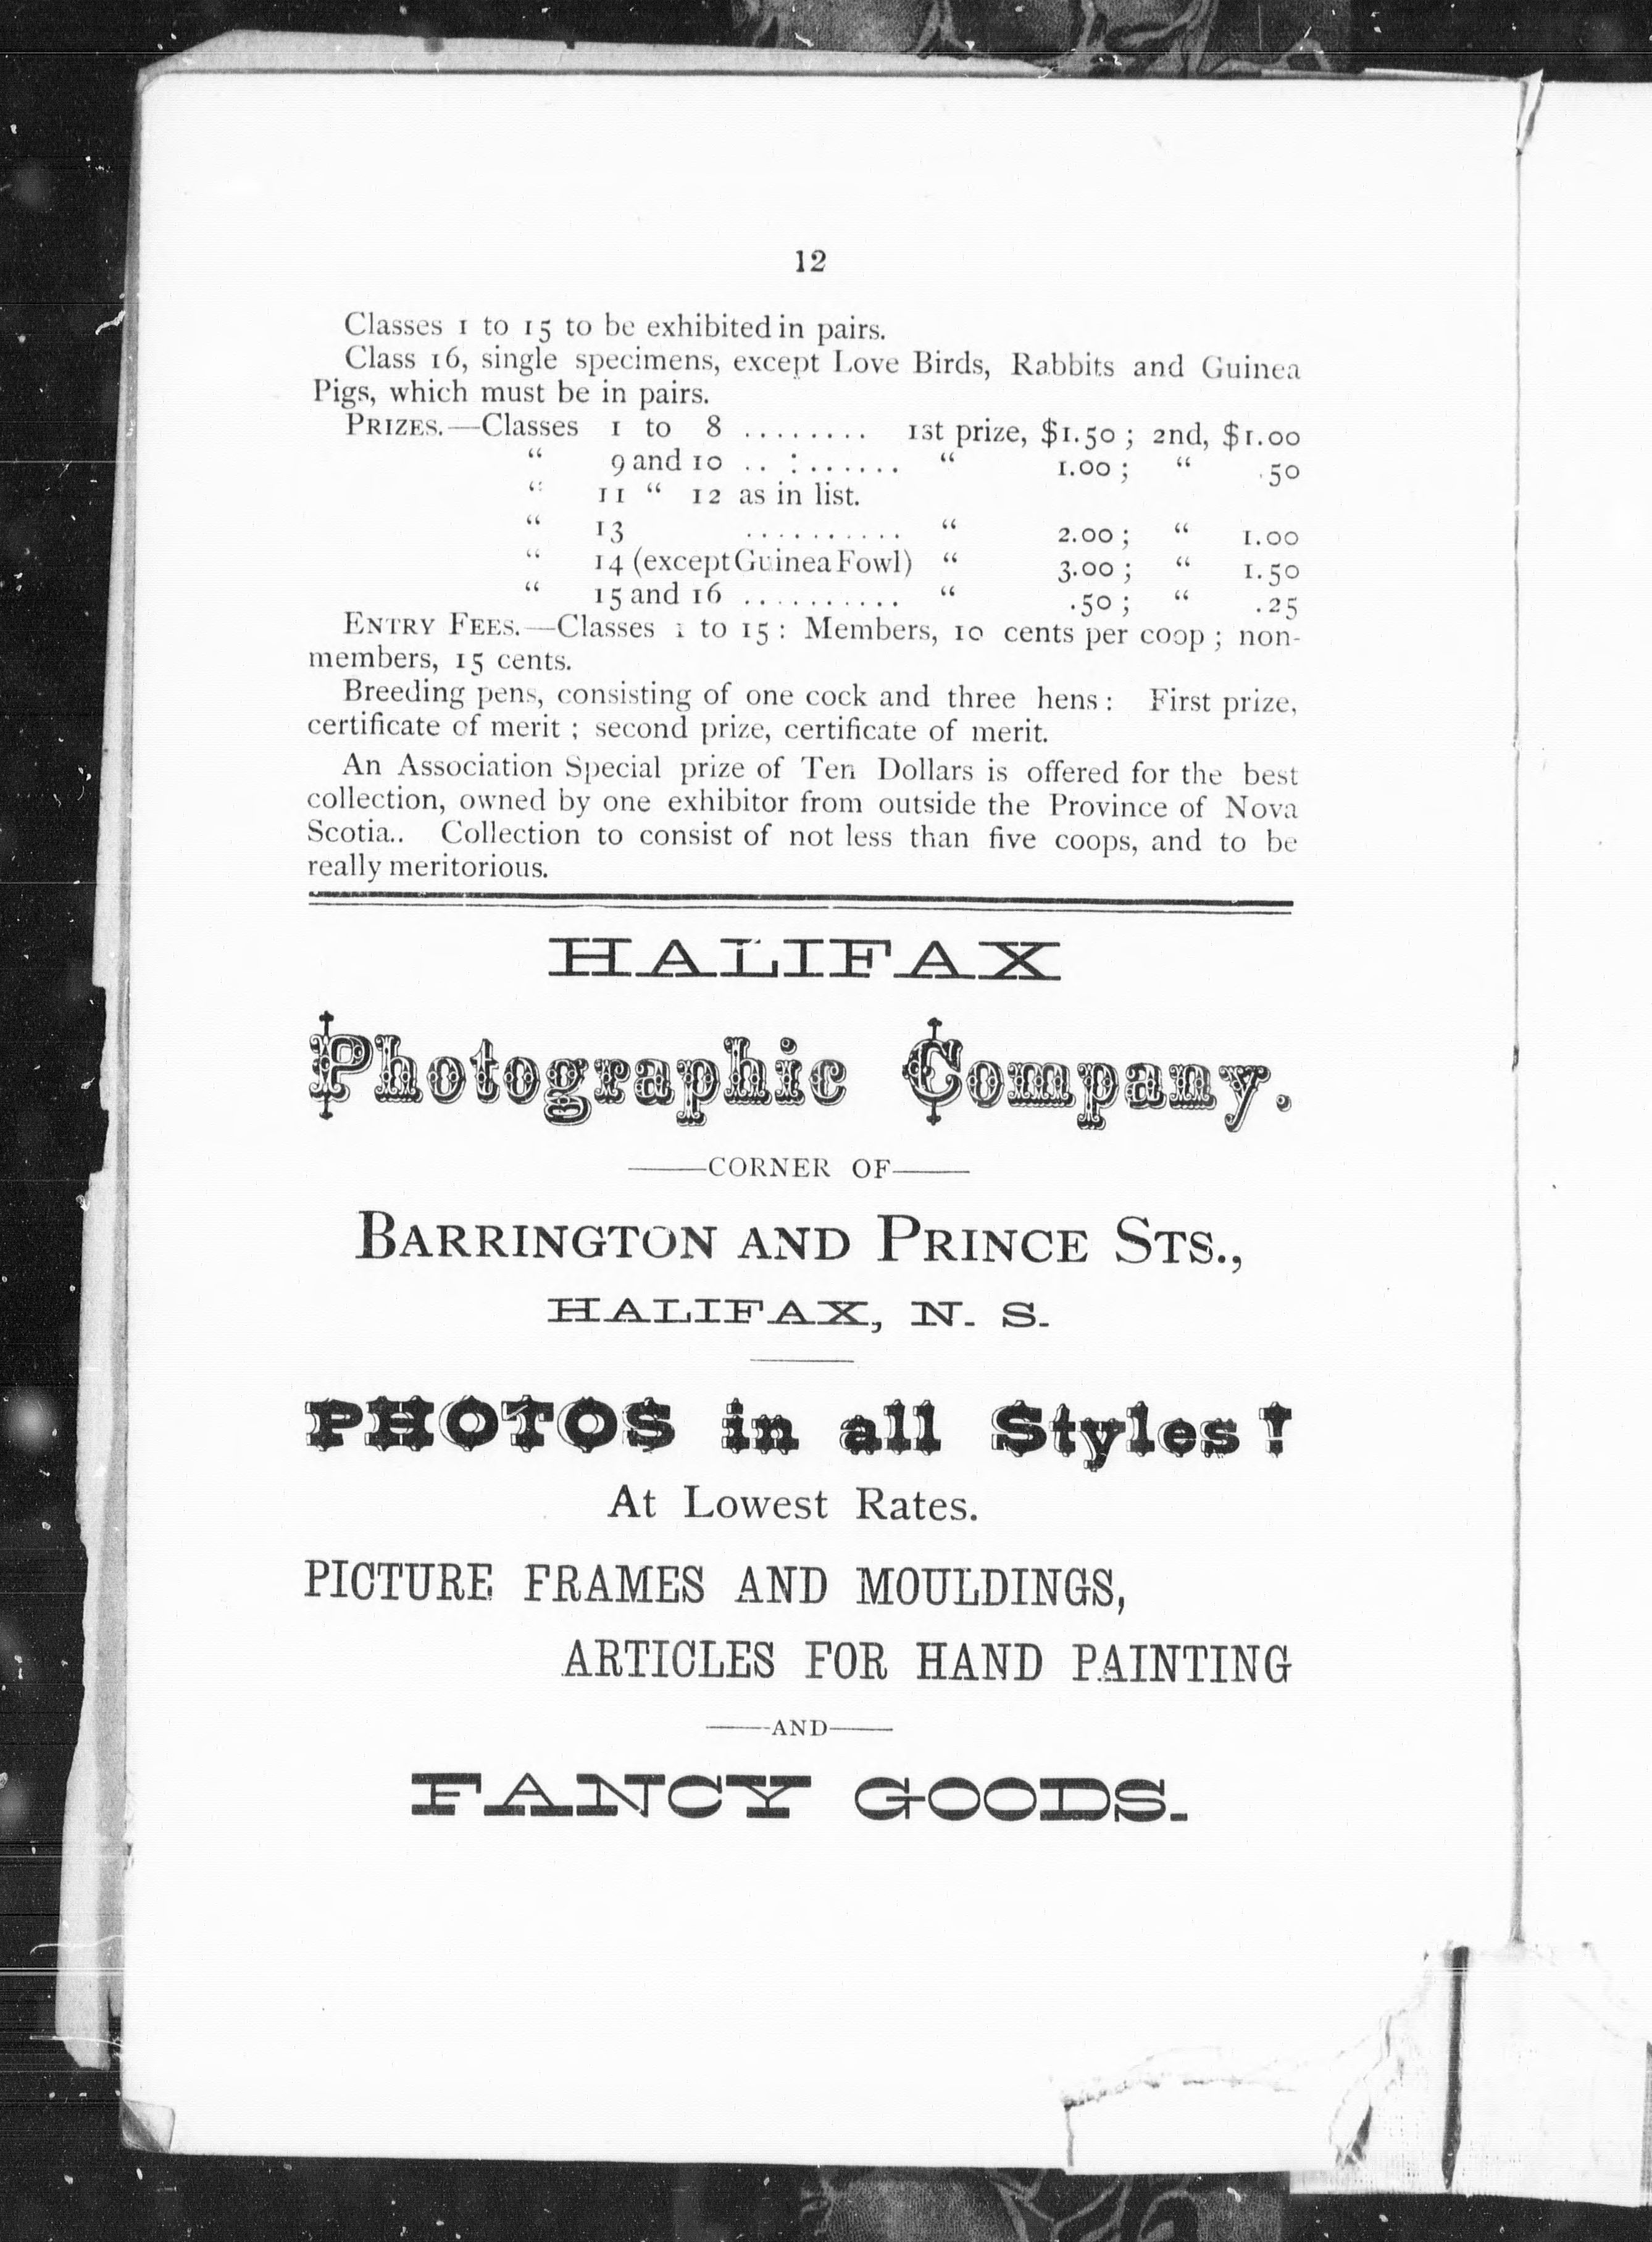 12
Classes 1 to 15 to be exhibited in pairs.
Class 16, single specimens, except Love Birds, Rabbits and Guinea
Pigs, which must be in pairs.
PRIZES.—Classes 1 to 8 ........ 1st prize, $1.50 ; 2nd, $1.00
“ 9 and 10 .. : ...... “ 1.00 ; “ .50
“ 11 “ 12 as in list.
“ 13 .......... “ 2.00 ; “ 1.00
“ 14 (except Guinea Fowl) “ 3.00 ; “ 1.50
“ 15 and 16 .......... “ .50 ; “ .25
ENTRY FEES.—Classes 1 to 15 : Members, 10 cents per coop ; non-
members, 15 cents.
Breeding pens, consisting of one cock and three hens : First prize,
certificate of merit ; second prize, certificate of merit.
An Association Special prize of Ten Dollars is offered for the best
collection, owned by one exhibitor from outside the Province of Nova
Scotia.. Collection to consist of not less than five coops, and to be
really meritorious.
HALIFAX
Photographic Company.
——CORNER OF——
BARRINGTON AND PRINCE STS.,
HALIFAX, N. S.
PHOTOS in all Styles!
At Lowest Rates.
PICTURE FRAMES AND MOULDINGS,
ARTICLES FOR HAND PAINTING
——AND——
FANCY GOODS.